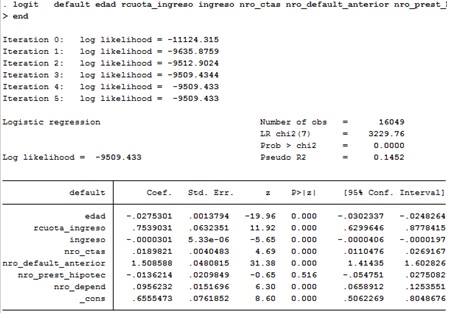 . logit default edad rcuota_ingreso ingreso nro_ctas nro_default_anterior
> end
Iteration 0: log likelihood = -11124.315
Iteration 1: log likelihood = -9635.8759
Iteration 2: log likelihood = -9512.9024
Iteration 3: log likelihood = -9509.4344
Iteration 4: log likelihood = -9509.433
Iteration 5: log likelihood = -9509.433
Logistic regression Number of obs = 16049
LR chi2(7) = 3229.76
Prob > chi2 = 0.0000
Log likelihood = -9509.433 Pseudo R2 = 0.1452
default Coef. Std. Err. z P>|z| [95% Conf. Interval]
edad -.0275301 .0013794 -19.96 0.000 -.0302337 -.0248264
rcuota_ingreso .7539031 .0632351 11.92 0.000 .6299646 .8778415
ingreso -.0000301 5.33e-06 -5.65 0.000 -.0000406 -.0000197
nro_ctas .0189821 .0040483 4.69 0.000 .0110476 .0269167
nro_default_anterior 1.508588 .0480815 31.38 0.000 1.41435 1.602826
nro_prest_hipotec -.0136214 .0209849 -0.65 0.516 -.054751 .0275082
nro_depend .0956232 .0151696 6.30 0.000 .0658912 .1253551
_cons .6555473 .0761852 8.60 0.000 .5062269 .8048676